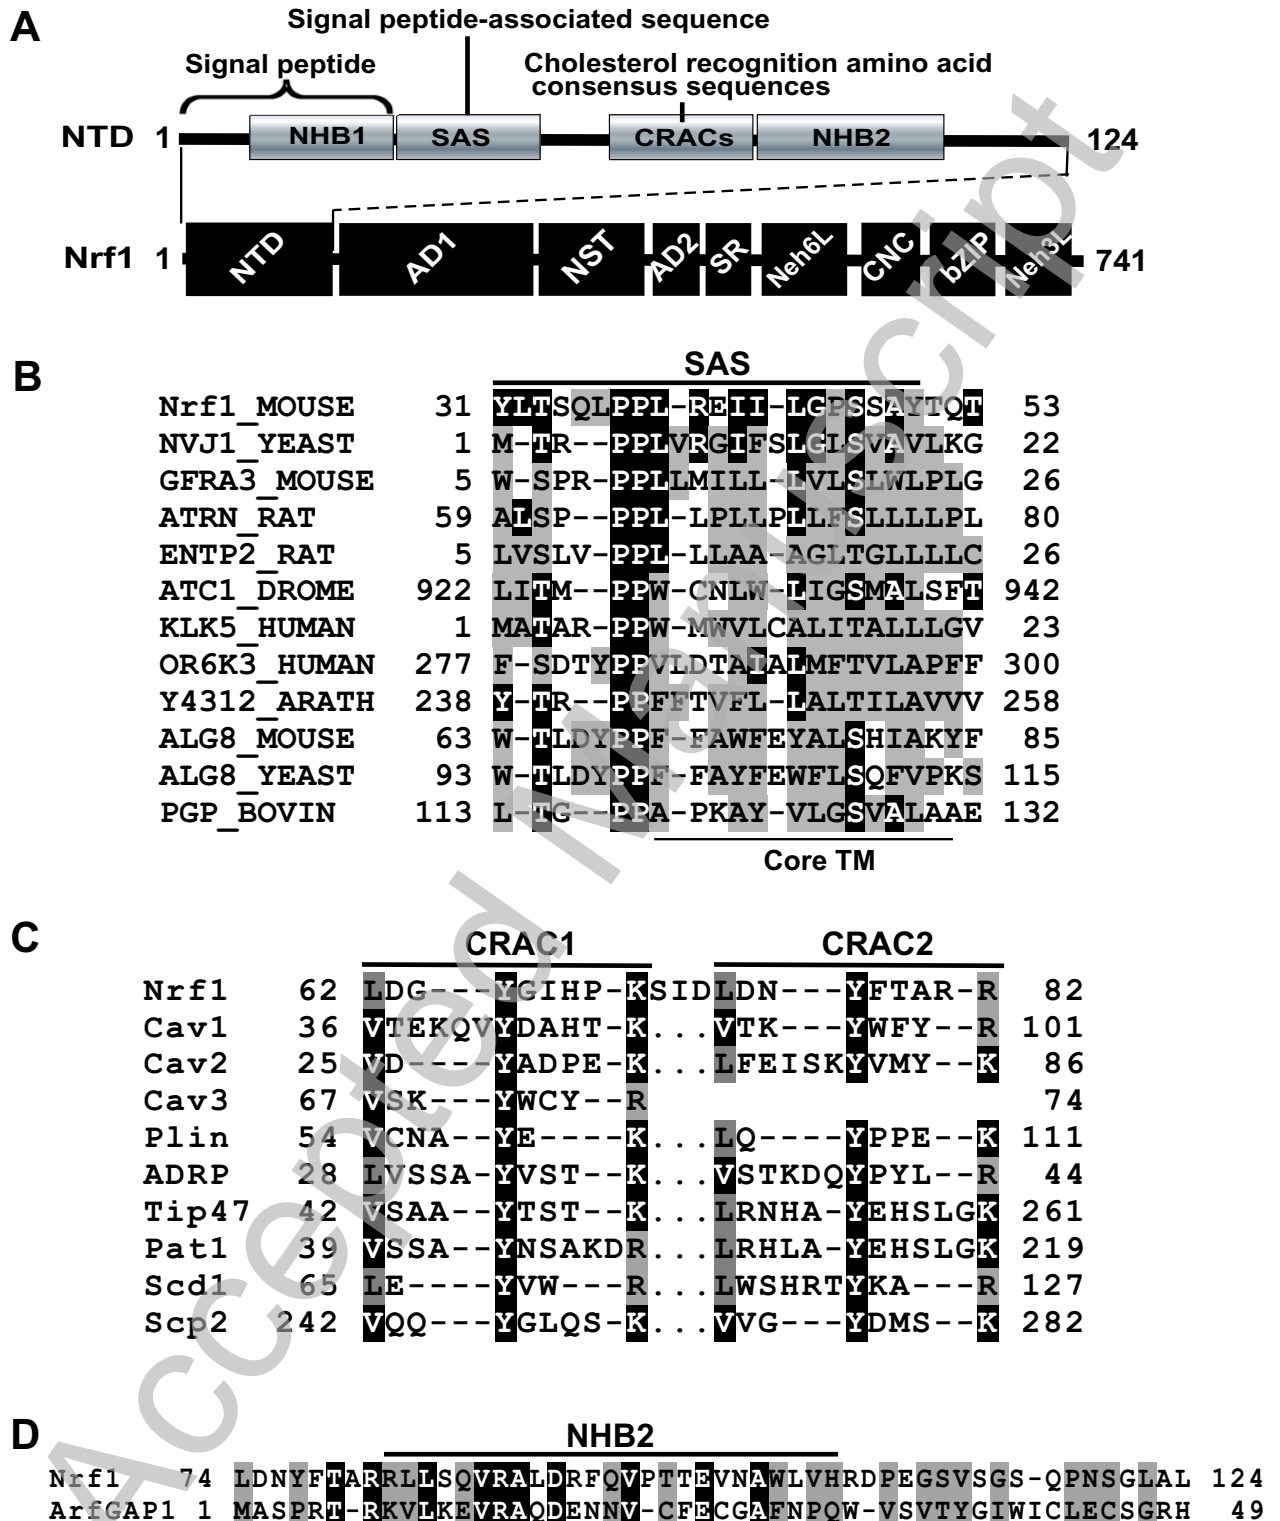 A
Signal peptide-associated sequence
Signal peptide
Cholesterol recognition amino acid
consensus sequences
NTD 1 NHB1 SAS CRACs NHB2 124
Nrf1 1 NTD AD1 NST AD2 SR Neh6L CNC bZIP Neh3L 741
B
SAS
Nrf1_MOUSE 31 YLTSQLPPL-REII-LGPSSAYTQT 53
NVJ1_YEAST 1 M-TR--PPLVRGIFSLGLSVAVLKG 22
GFRA3_MOUSE 5 W-SPR-PPLLMILL-LVLSLWLPLG 26
ATRN_RAT 59 ALSP--PPL-LPLLPLLFSLLLLPL 80
ENTP2_RAT 5 LVSLV-PPL-LLAA-AGLTGLLLLC 26
ATC1_DROME 922 LITM--PPW-CNLW-LIGSMALSFT 942
KLK5_HUMAN 1 MATAR-PPW-MWVLCALITALLLGV 23
OR6K3_HUMAN 277 F-SDTYPPVLDTAIALMFTVLAPFF 300
Y4312_ARATH 238 Y-TR--PPFFTVFL-LALTILAVVV 258
ALG8_MOUSE 63 W-TLDYPPF-FAWFEYALSHIAKYF 85
ALG8_YEAST 93 W-TLDYPPF-FAYFEWFLSQFVPKS 115
PGP_BOVIN 113 L-TG--PPA-PKAY-VLGSVALAAE 132
Core TM
C
CRAC1 CRAC2
Nrf1 62 LDG---YGIHP-KSIDLDN---YFTAR-R 82
Cav1 36 VTEKQVYDAHT-K...VTK---YWFY--R 101
Cav2 25 VD----YADPE-K...LFEISKYVMY--K 86
Cav3 67 VSK---YWCY--R 74
Plin 54 VCNA--YE----K...LQ----YPPE--K 111
ADRP 28 LVSSA-YVST--K...VSTKDQYPYL--R 44
Tip47 42 VSAA--YTST--K...LRNHA-YEHSLGK 261
Pat1 39 VSSA--YNSAKDR...LRHLA-YEHSLGK 219
Scd1 65 LE----YVW---R...LWSHRTYKA---R 127
Scp2 242 VQQ---YGLQS-K...VVG---YDMS--K 282
D
NHB2
Nrf1 74 LDNYFTARRLLSQVRALDRFQVPTTEVNAWLVHRDPEGSVSGS-QPNSGLAL 124
ArfGAP1 1 MASPRT-RKVLKEVRAQDENNV-CFECGAFNPQW-VSVTYGIWICLECSGRH 49
Accepted Manuscript